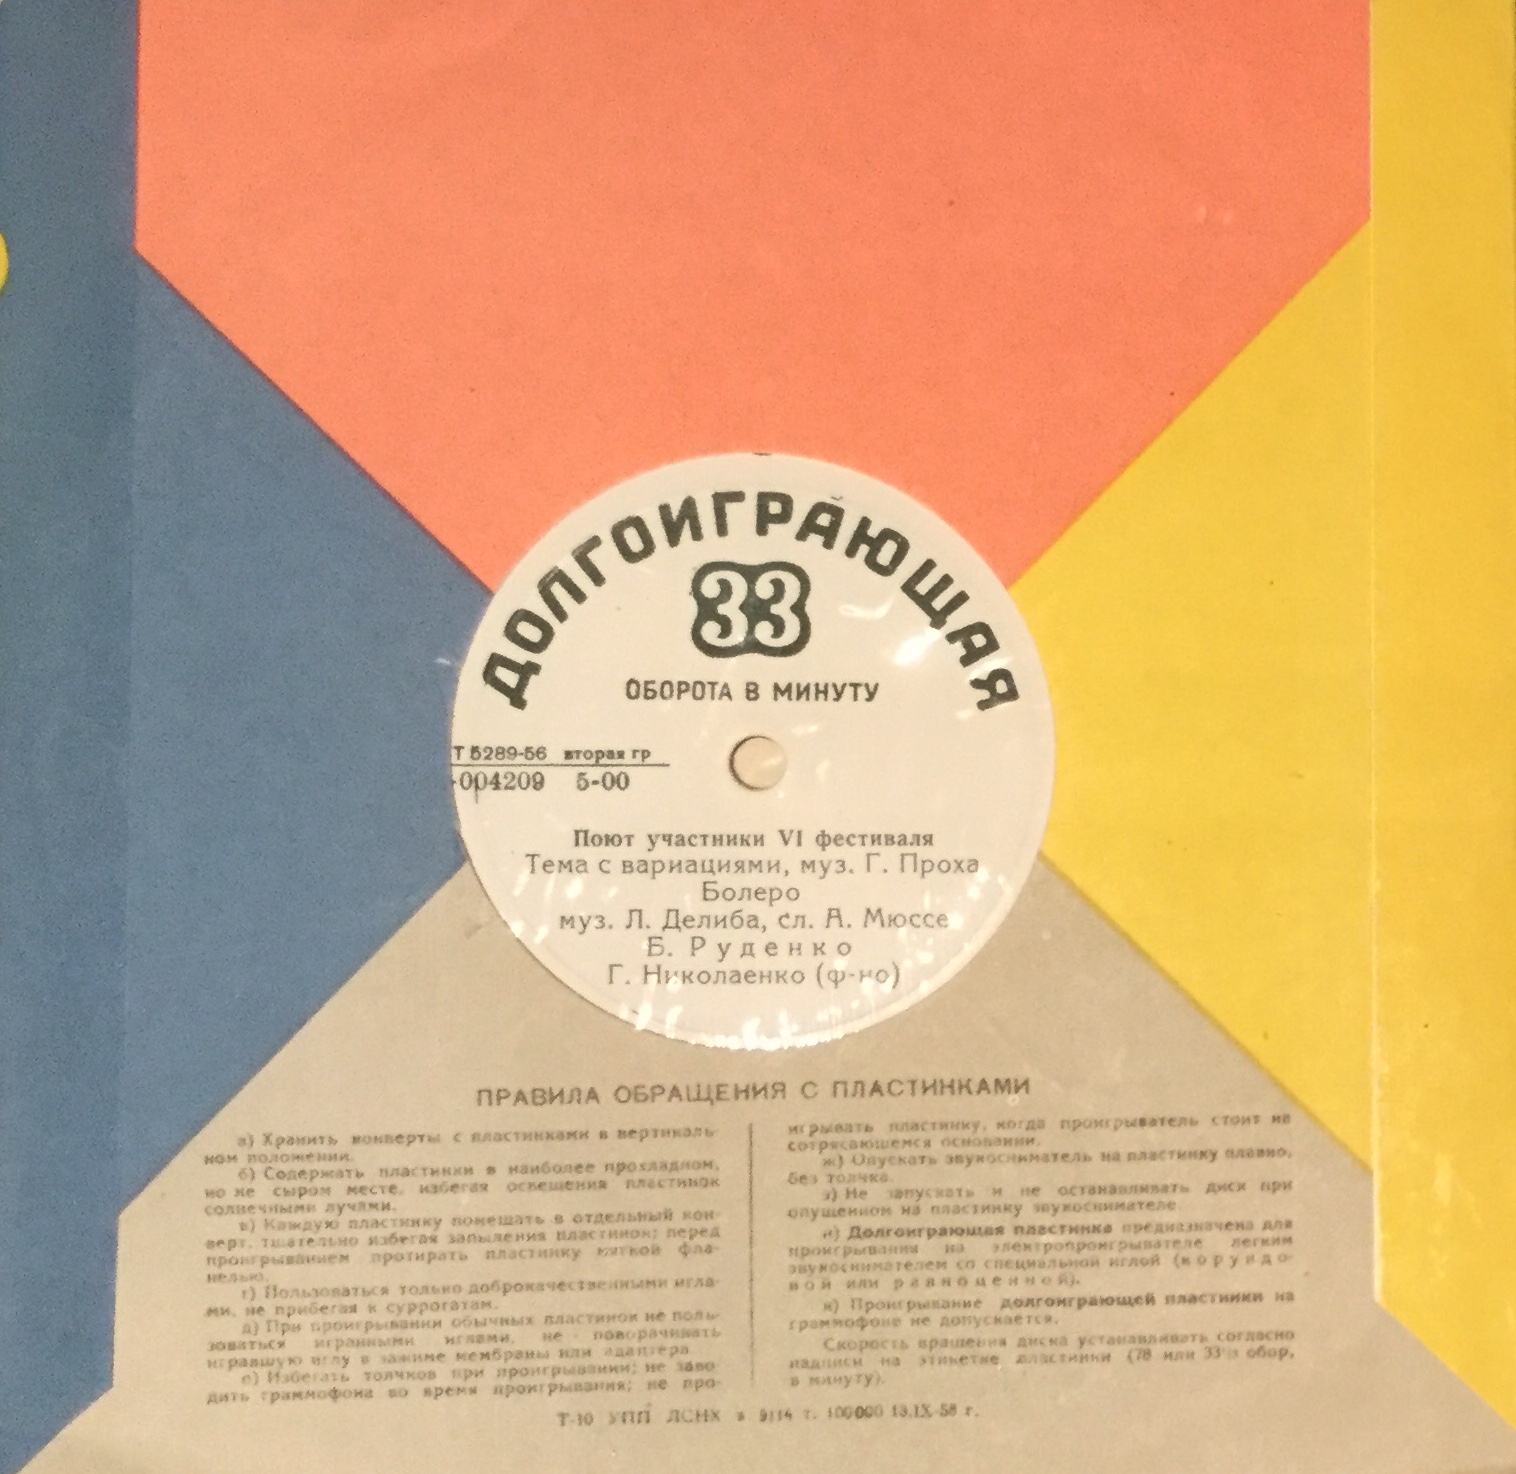 ДОЛГОИГРАЮЩАЯ
33
ОБОРОТА В МИНУТУ
Т 5289-56 вторая гр
004209 5-00
Поют участники VI фестиваля
Тема с вариациями, муз. Г. Проха
Болеро
муз. Л. Делиба, сл. А. Мюссе
Б. Руденко
Г. Николаенко (ф-но)
ПРАВИЛА ОБРАЩЕНИЯ С ПЛАСТИНКАМИ
а) Хранить конверты с пластинками в вертикаль-
ном положении.
б) Содержать пластинки в наиболее прохладном,
но не сыром месте, избегая освещения пластинок
солнечными лучами.
в) Каждую пластинку помещать в отдельный кон-
верт, тщательно избегая запыления пластинок; перед
проигрыванием протирать пластинку мягкой фла-
нелью.
г) Пользоваться только доброкачественными игла-
ми, не прибегая к суррогатам.
д) При проигрывании обычных пластинок не поль-
зоваться игранными иглами, не поворачивать
игравшую иглу в зажиме мембраны или адаптера
е) Избегать толчков при проигрывании; не заво-
дить граммофона во время проигрывания; не про-
игрывать пластинку, когда проигрыватель стоит на
сотрясающемся основании.
ж) Опускать звукосниматель на пластинку плавно,
без толчка.
з) Не запускать и не останавливать диск при
опущенном на пластинку звукоснимателе
и) Долгоиграющая пластинка предназначена для
проигрывания на электропроигрывателе легким
звукоснимателем со специальной иглой (корундо-
вой или равноценной).
к) Проигрывание долгоиграющей пластинки на
граммофоне не допускается.
Скорость вращения диска устанавливать согласно
надписи на этикетке пластинки (78 или 33 обор,
в минуту).
Т-10 УПП ЛСНХ з 9114 т. 100000 13.IX-58 г.